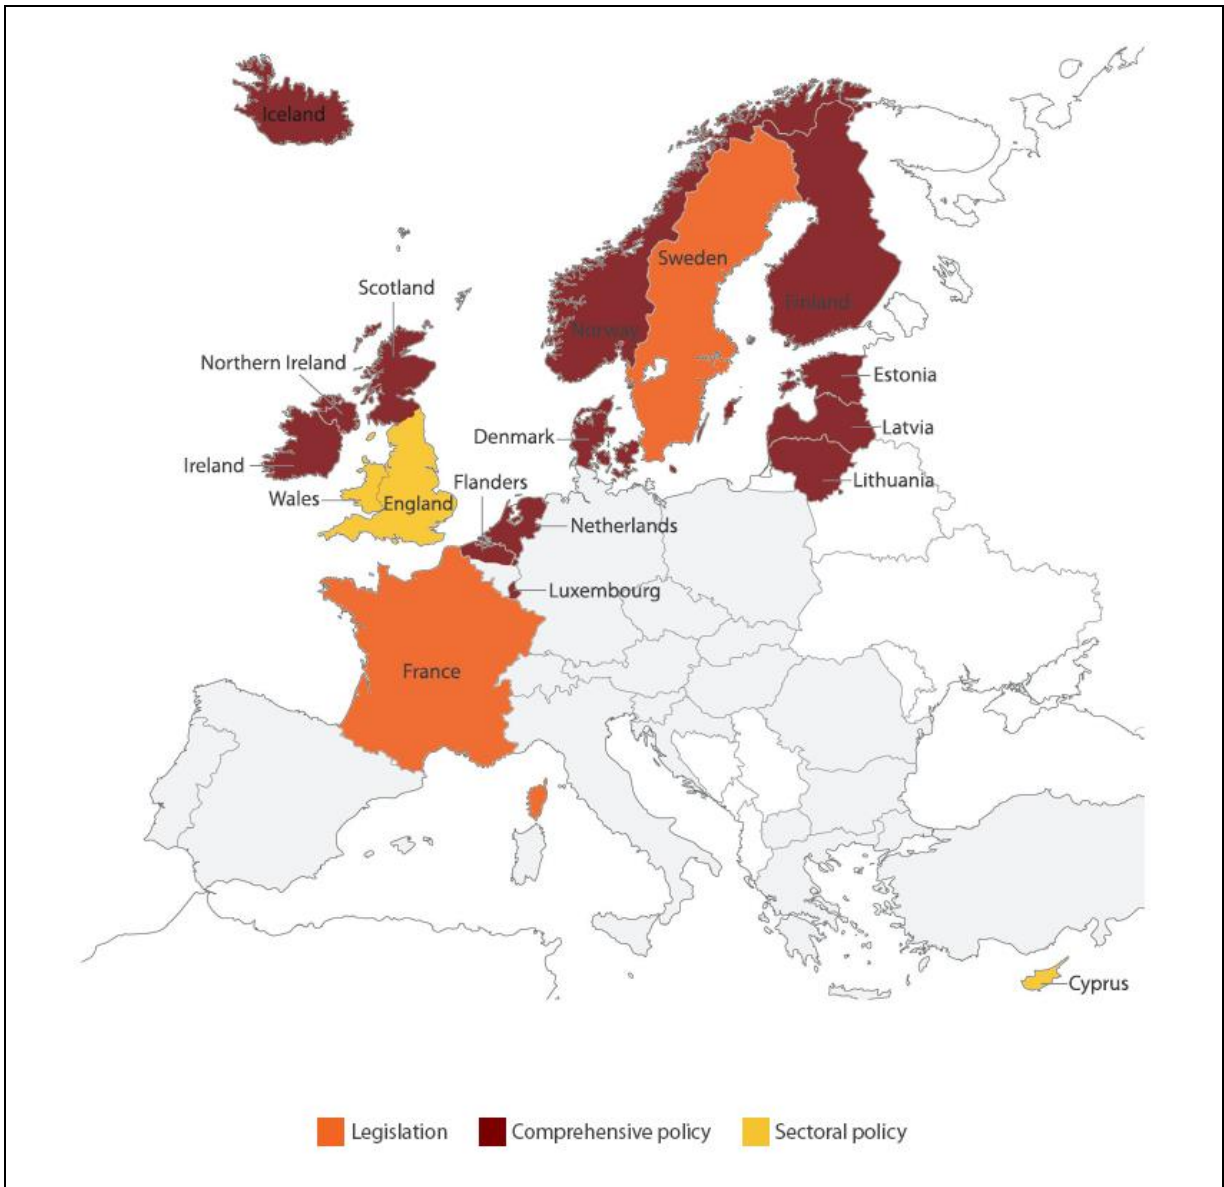 Iceland
Sweden
Scotland
Finland
Norway
Northern Ireland
Estonia
Latvia
Denmark
Ireland
Flanders
Lithuania
Wales
England
Netherlands
Luxembourg
France
Cyprus
Legislation
Comprehensive policy
Sectoral policy